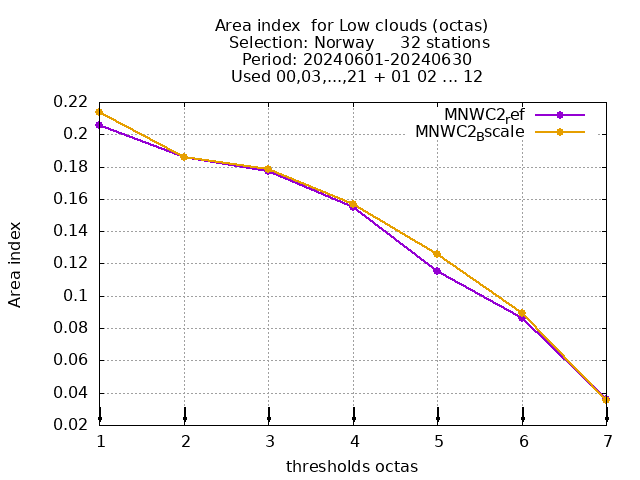 Area index  for Low clouds (octas)
Selection: Norway     32 stations
Period: 20240601-20240630
Used 00,03,...,21 + 01 02 ... 12
MNWC2ref
MNWC2Bscale
Area index
0.22
0.2
0.18
0.16
0.14
0.12
0.1
0.08
0.06
0.04
0.02
1 2 3 4 5 6 7
thresholds octas